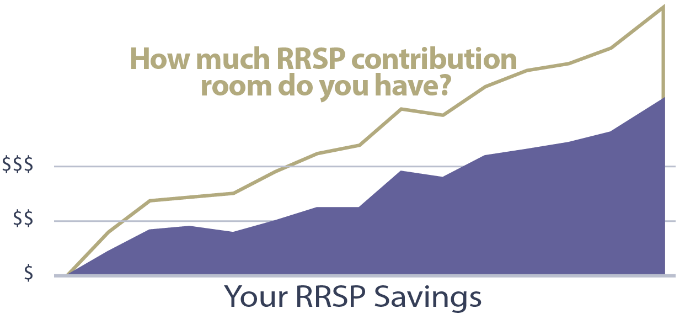 How much RRSP contribution
room do you have?
$$$
$$
$
Your RRSP Savings